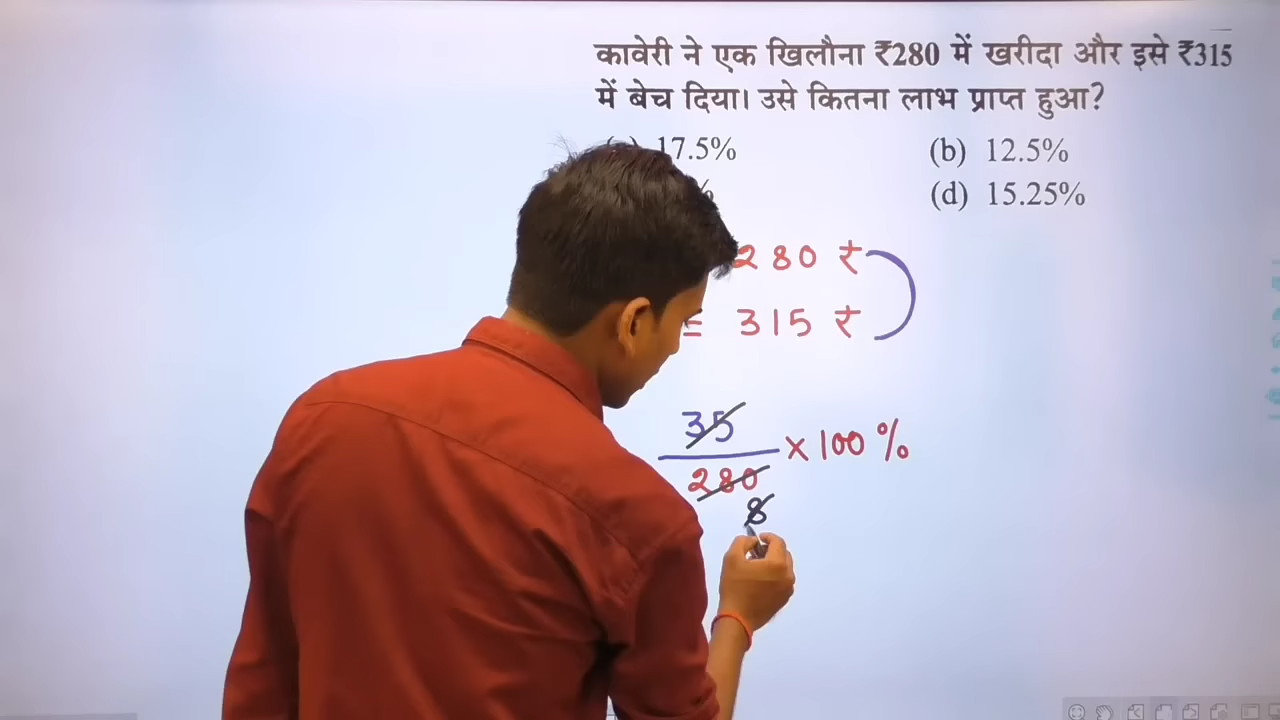 कावेरी ने एक खिलौना ₹280 में खरीदा और इसे ₹315
में बेच दिया। उसे कितना लाभ प्राप्त हुआ?
17.5% (b) 12.5%
% (d) 15.25%
280 ₹
= 315 ₹
35
280
× 100 %
8